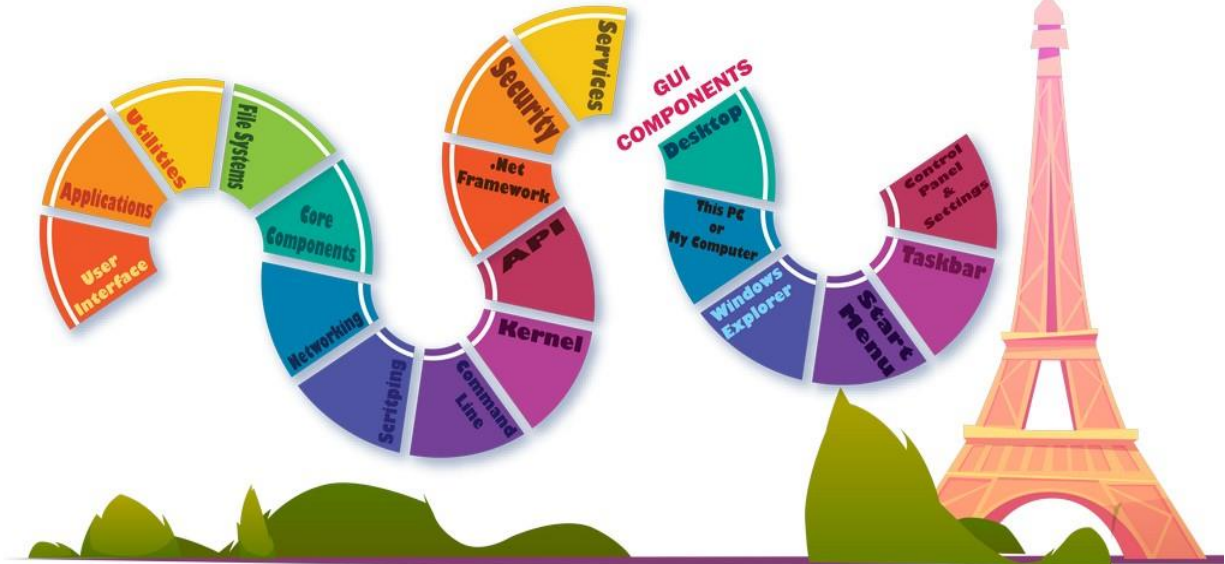 User
Interface
Applications
Utilities
File Systems
Core
Components
Networking
Scritping
Command
Line
Kernel
API
.Net
Framework
Security
Services
GUI
COMPONENTS
Desktop
This PC
or
My Computer
Windows
Explorer
Start
Menu
Taskbar
Control
Panel
&
Settings